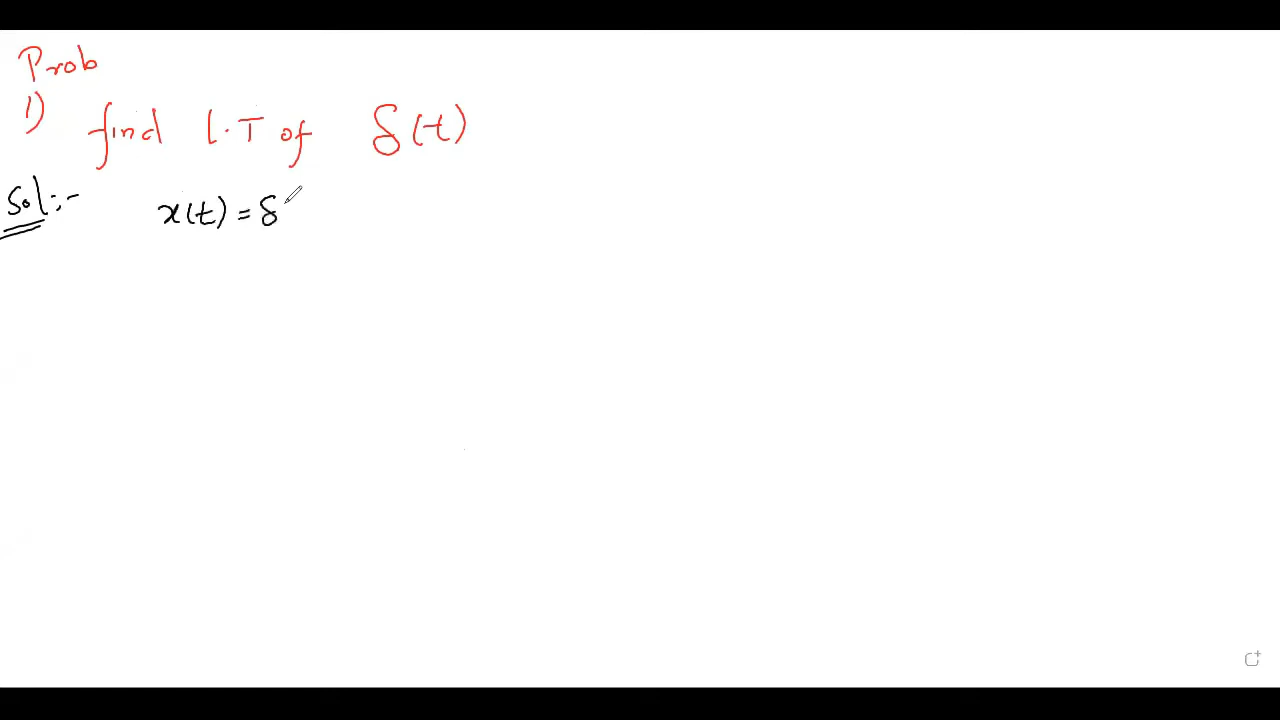 Prob
1) find L.T of δ(t)
Sol:- x(t) = δ